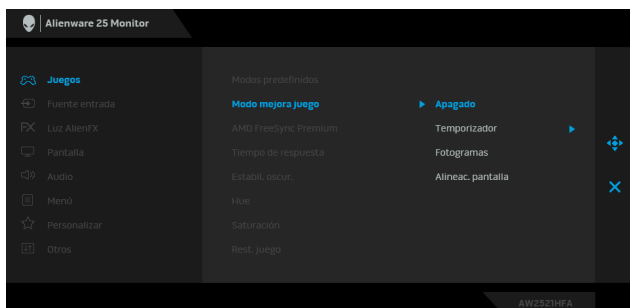 Alienware 25 Monitor
Juegos
Fuente entrada
FX Luz AlienFX
Pantalla
Audio
Menú
Personalizar
Otros
Modos predefinidos
Modo mejora juego
AMD FreeSync Premium
Tiempo de respuesta
Estabil. oscur.
Hue
Saturación
Rest. juego
Apagado
Temporizador
Fotogramas
Alineac. pantalla
AW2521HFA